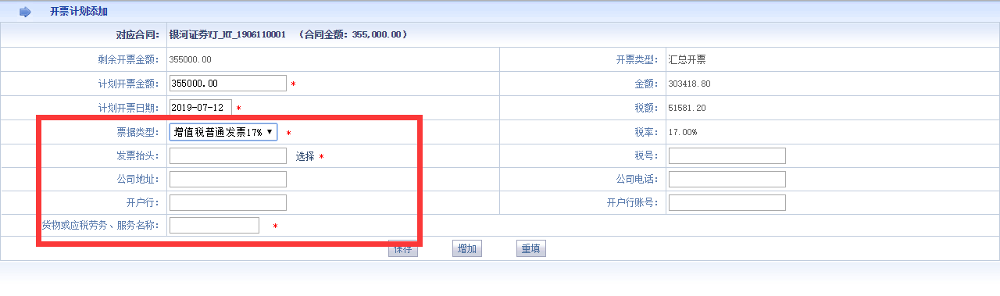 开票计划添加
对应合同: 银河证券YJ_HT_1906110001 (合同金额: 355,000.00)
剩余开票金额: 355000.00 开票类型: 汇总开票
计划开票金额: 355000.00 * 金额: 303418.80
计划开票日期: 2019-07-12 * 税额: 51581.20
票据类型: 增值税普通发票17% * 税率: 17.00%
发票抬头: 选择 * 税号:
公司地址: 公司电话:
开户行: 开户行账号:
货物或应税劳务、服务名称: *
保存 增加 重填